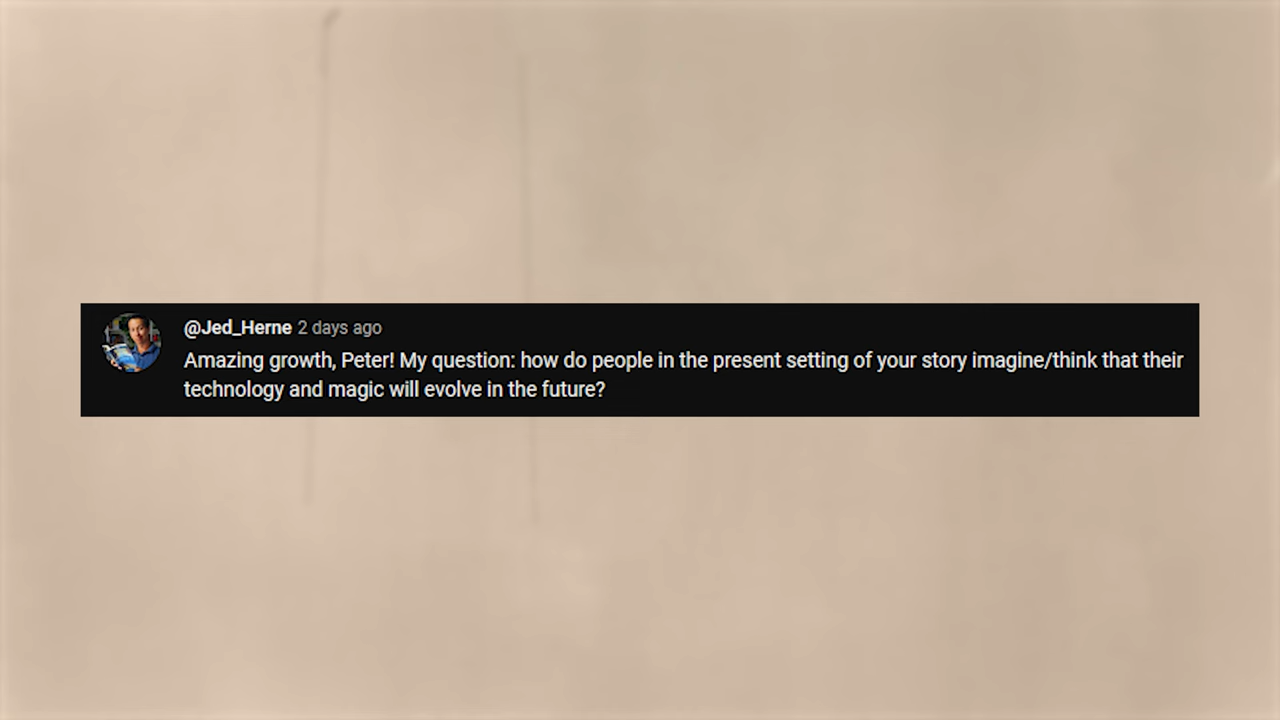 @Jed_Herne 2 days ago
Amazing growth, Peter! My question: how do people in the present setting of your story imagine/think that their
technology and magic will evolve in the future?